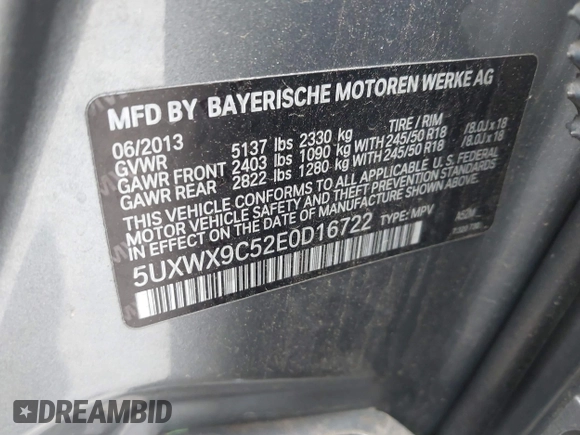 MFD BY BAYERISCHE MOTOREN WERKE AG
06/2013 5137 lbs 2330 kg TIRE / RIM
GVWR
GAWR FRONT 2403 lbs 1090 kg WITH 245/50 R18 /8.0J x 18
GAWR REAR 2822 lbs 1280 kg WITH 245/50 R18 /8.0J x 18
THIS VEHICLE CONFORMS TO ALL APPLICABLE U.S. FEDERAL
MOTOR VEHICLE SAFETY AND THEFT PREVENTION STANDARDS
IN EFFECT ON THE DATE OF MANUFACTURE SHOWN ABOVE.
5UXWX9C52E0D16722 TYPE: MPV
DREAMBID